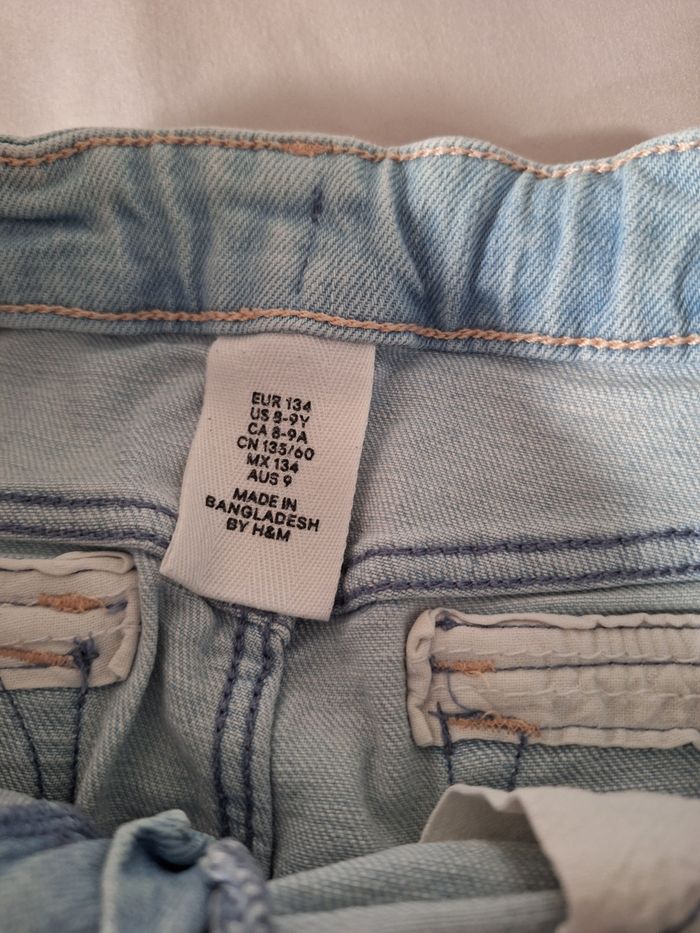 EUR 134
US 8-9Y
CA 8-9A
CN 135/60
MX 134
AUS 9
MADE IN
BANGLADESH
BY H&M